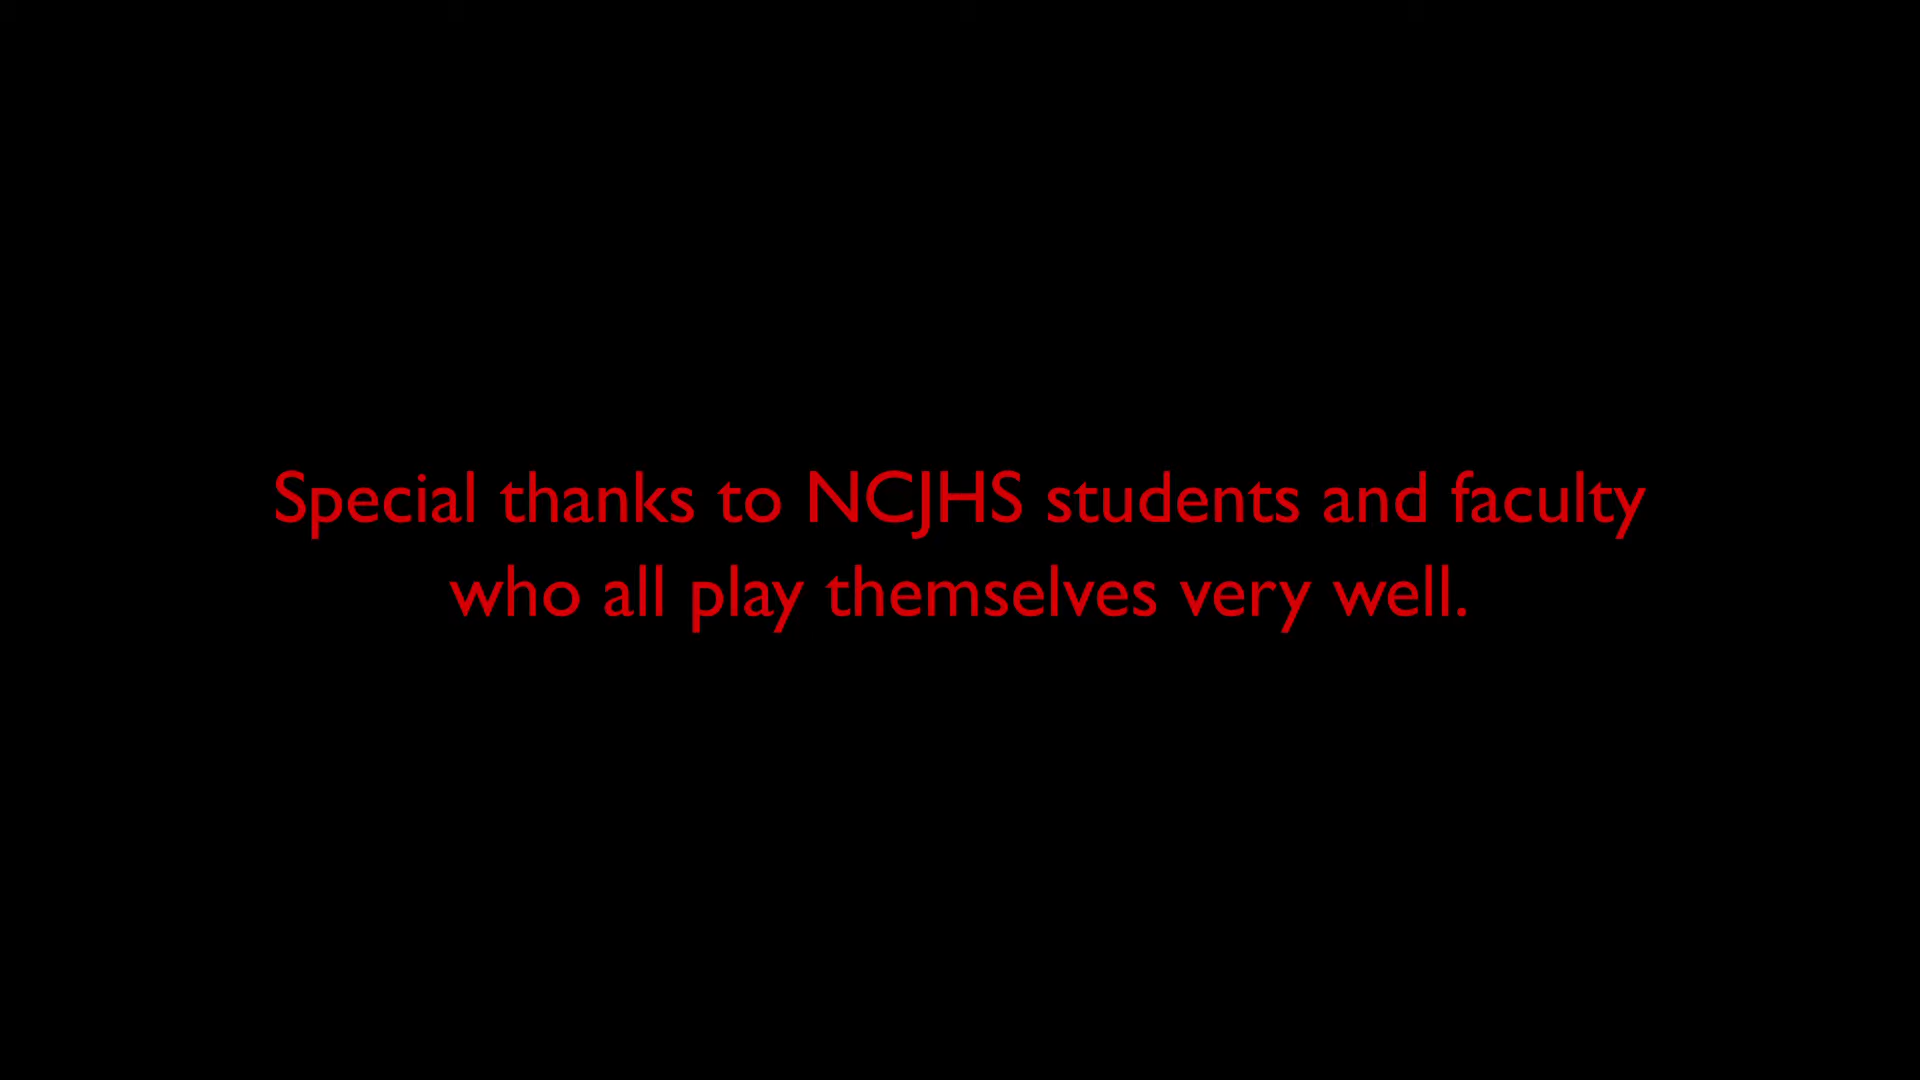 Special thanks to NCJHS students and faculty
who all play themselves very well.